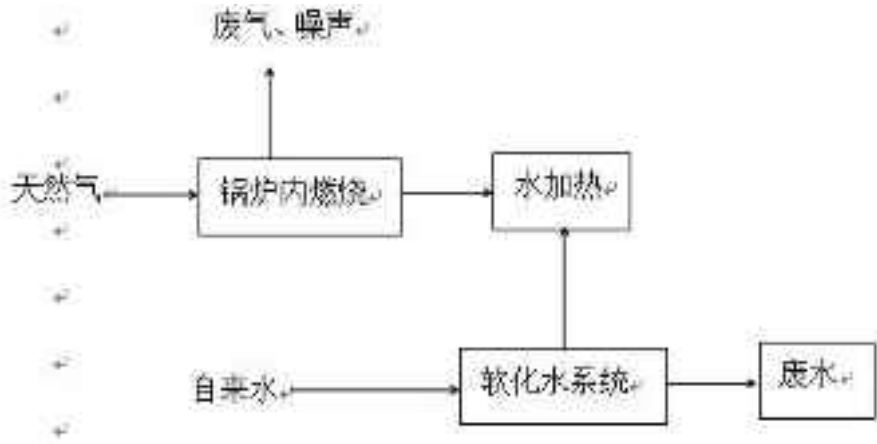 废气、噪声
天然气
锅炉内燃烧
水加热
自来水
软化水系统
废水